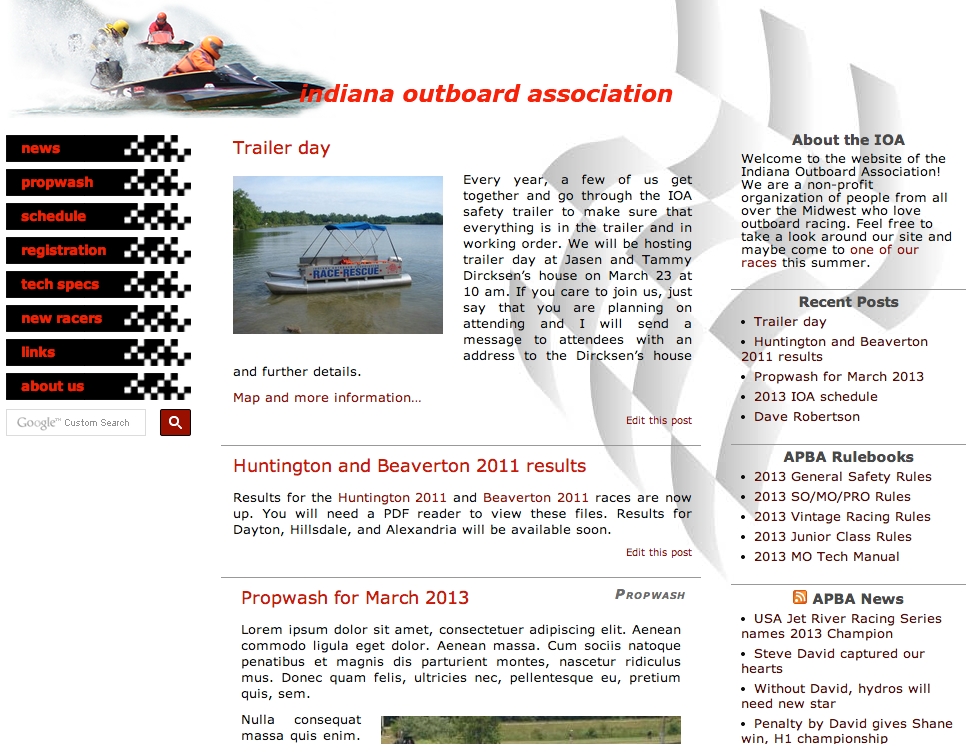 indiana outboard association
news
propwash
schedule
registration
tech specs
new racers
links
about us
Google™ Custom Search
Trailer day
RACE RESCUE
Every year, a few of us get
together and go through the IOA
safety trailer to make sure that
everything is in the trailer and in
working order. We will be hosting
trailer day at Jasen and Tammy
Dircksen’s house on March 23 at
10 am. If you care to join us, just
say that you are planning on
attending and I will send a
message to attendees with an
address to the Dircksen’s house
and further details.
Map and more information…
Edit this post
Huntington and Beaverton 2011 results
Results for the Huntington 2011 and Beaverton 2011 races are now
up. You will need a PDF reader to view these files. Results for
Dayton, Hillsdale, and Alexandria will be available soon.
Edit this post
Propwash for March 2013
Propwash
Lorem ipsum dolor sit amet, consectetuer adipiscing elit. Aenean
commodo ligula eget dolor. Aenean massa. Cum sociis natoque
penatibus et magnis dis parturient montes, nascetur ridiculus
mus. Donec quam felis, ultricies nec, pellentesque eu, pretium
quis, sem.
Nulla consequat
massa quis enim.
About the IOA
Welcome to the website of the
Indiana Outboard Association!
We are a non-profit
organization of people from all
over the Midwest who love
outboard racing. Feel free to
take a look around our site and
maybe come to one of our
races this summer.
Recent Posts
• Trailer day
• Huntington and Beaverton
2011 results
• Propwash for March 2013
• 2013 IOA schedule
• Dave Robertson
APBA Rulebooks
• 2013 General Safety Rules
• 2013 SO/MO/PRO Rules
• 2013 Vintage Racing Rules
• 2013 Junior Class Rules
• 2013 MO Tech Manual
APBA News
• USA Jet River Racing Series
names 2013 Champion
• Steve David captured our
hearts
• Without David, hydros will
need new star
• Penalty by David gives Shane
win, H1 championship